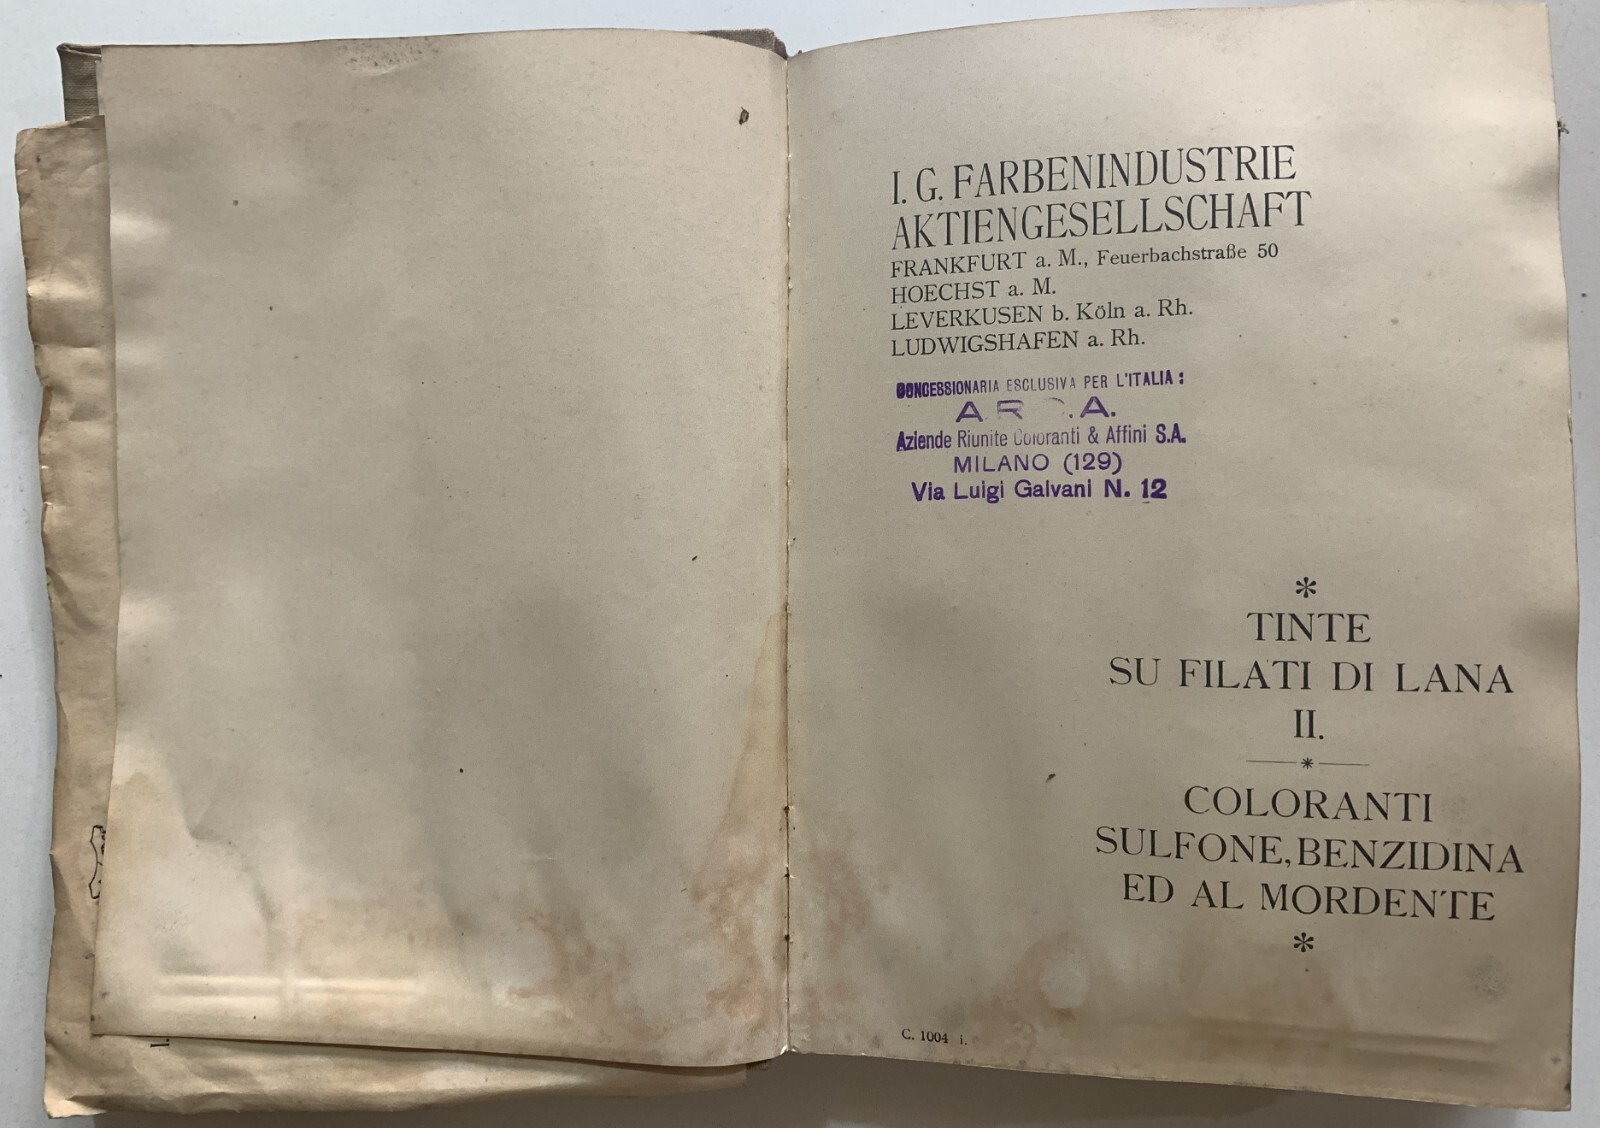 I. G. FARBENINDUSTRIE
AKTIENGESELLSCHAFT
FRANKFURT a. M., Feuerbachstraße 50
HOECHST a. M.
LEVERKUSEN b. Köln a. Rh.
LUDWIGSHAFEN a. Rh.
CONCESSIONARIA ESCLUSIVA PER L'ITALIA :
A.R.C.A.
Aziende Riunite Coloranti & Affini S.A.
MILANO (129)
Via Luigi Galvani N. 12
*
TINTE
SU FILATI DI LANA
II.
*
COLORANTI
SULFONE, BENZIDINA
ED AL MORDENTE
*
C. 1004 i.